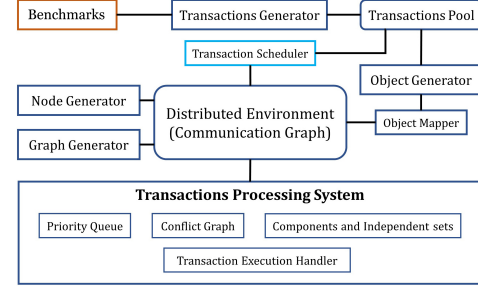 Benchmarks
Transactions Generator
Transactions Pool
Transaction Scheduler
Object Generator
Node Generator
Distributed Environment
(Communication Graph)
Object Mapper
Graph Generator
Transactions Processing System
Priority Queue
Conflict Graph
Components and Independent sets
Transaction Execution Handler